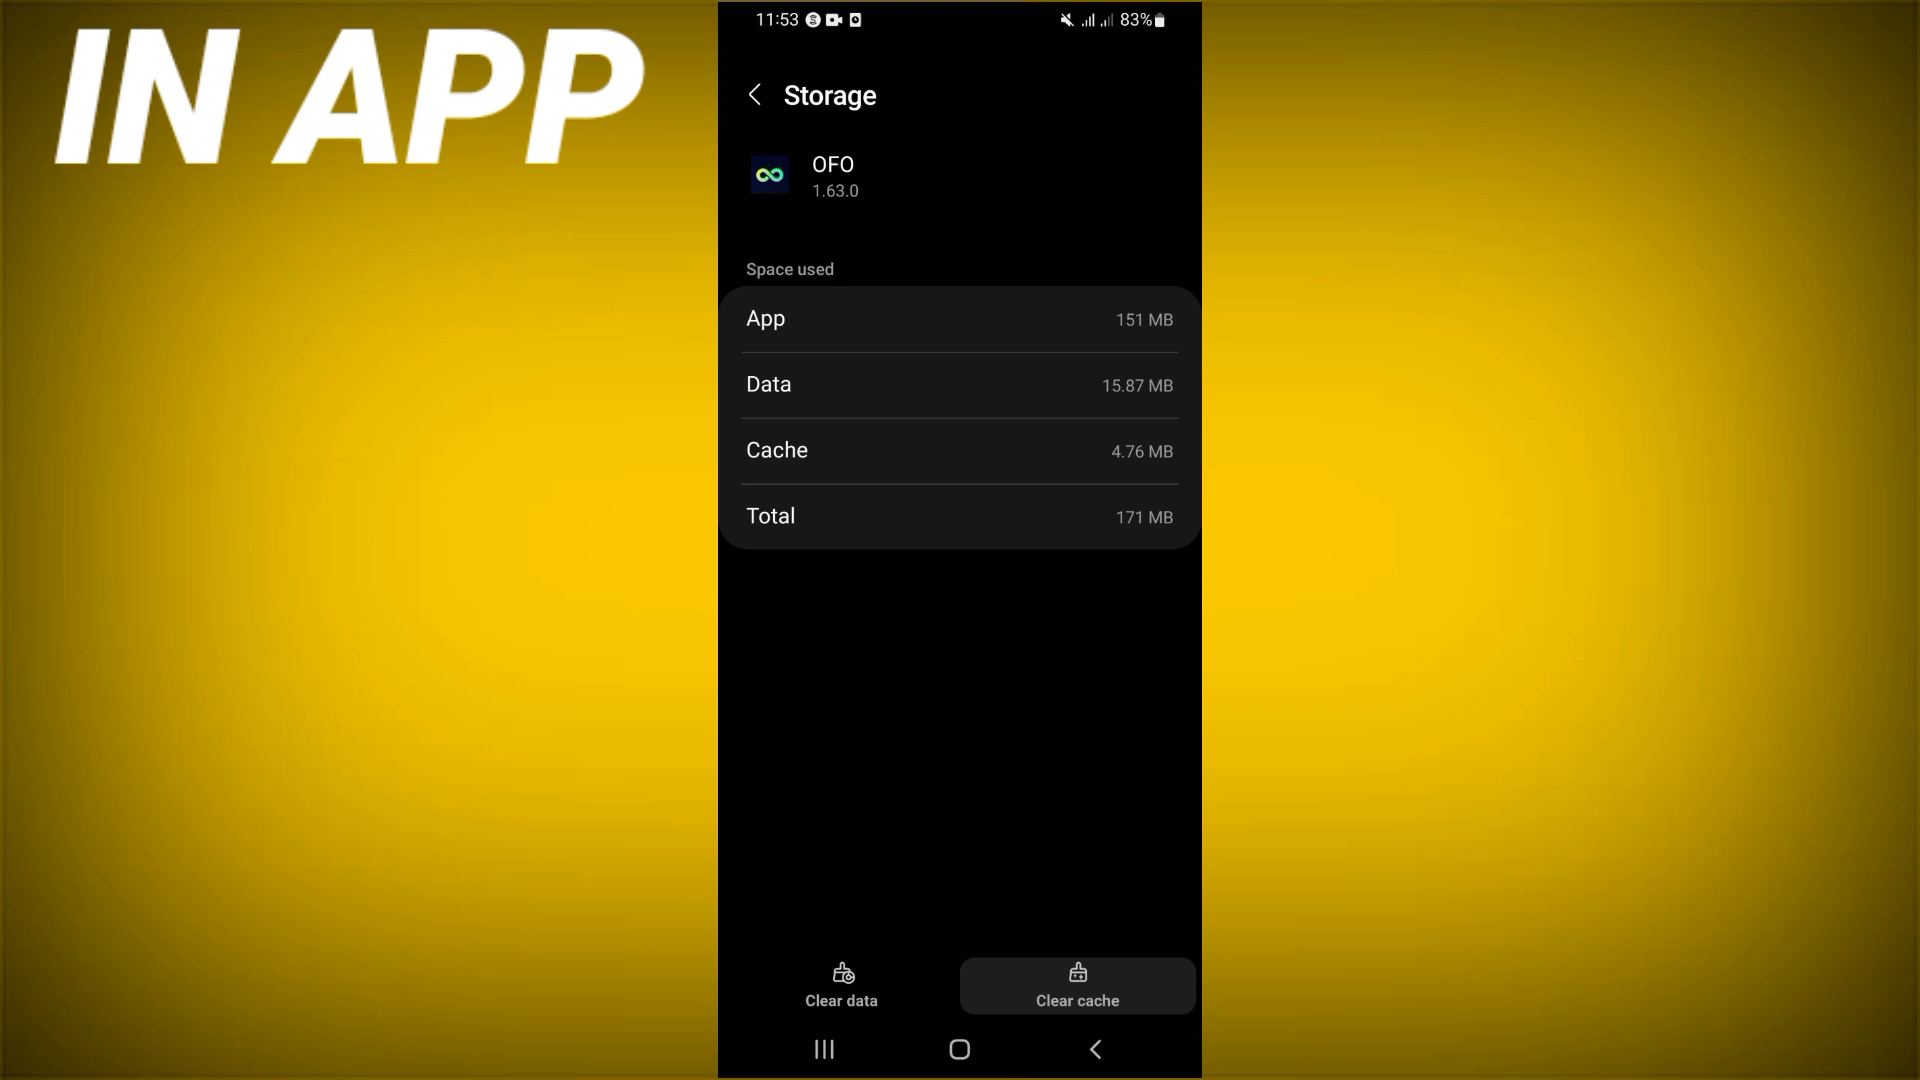 IN APP
11:53 83%
Storage
OFO
1.63.0
Space used
App 151 MB
Data 15.87 MB
Cache 4.76 MB
Total 171 MB
Clear data Clear cache